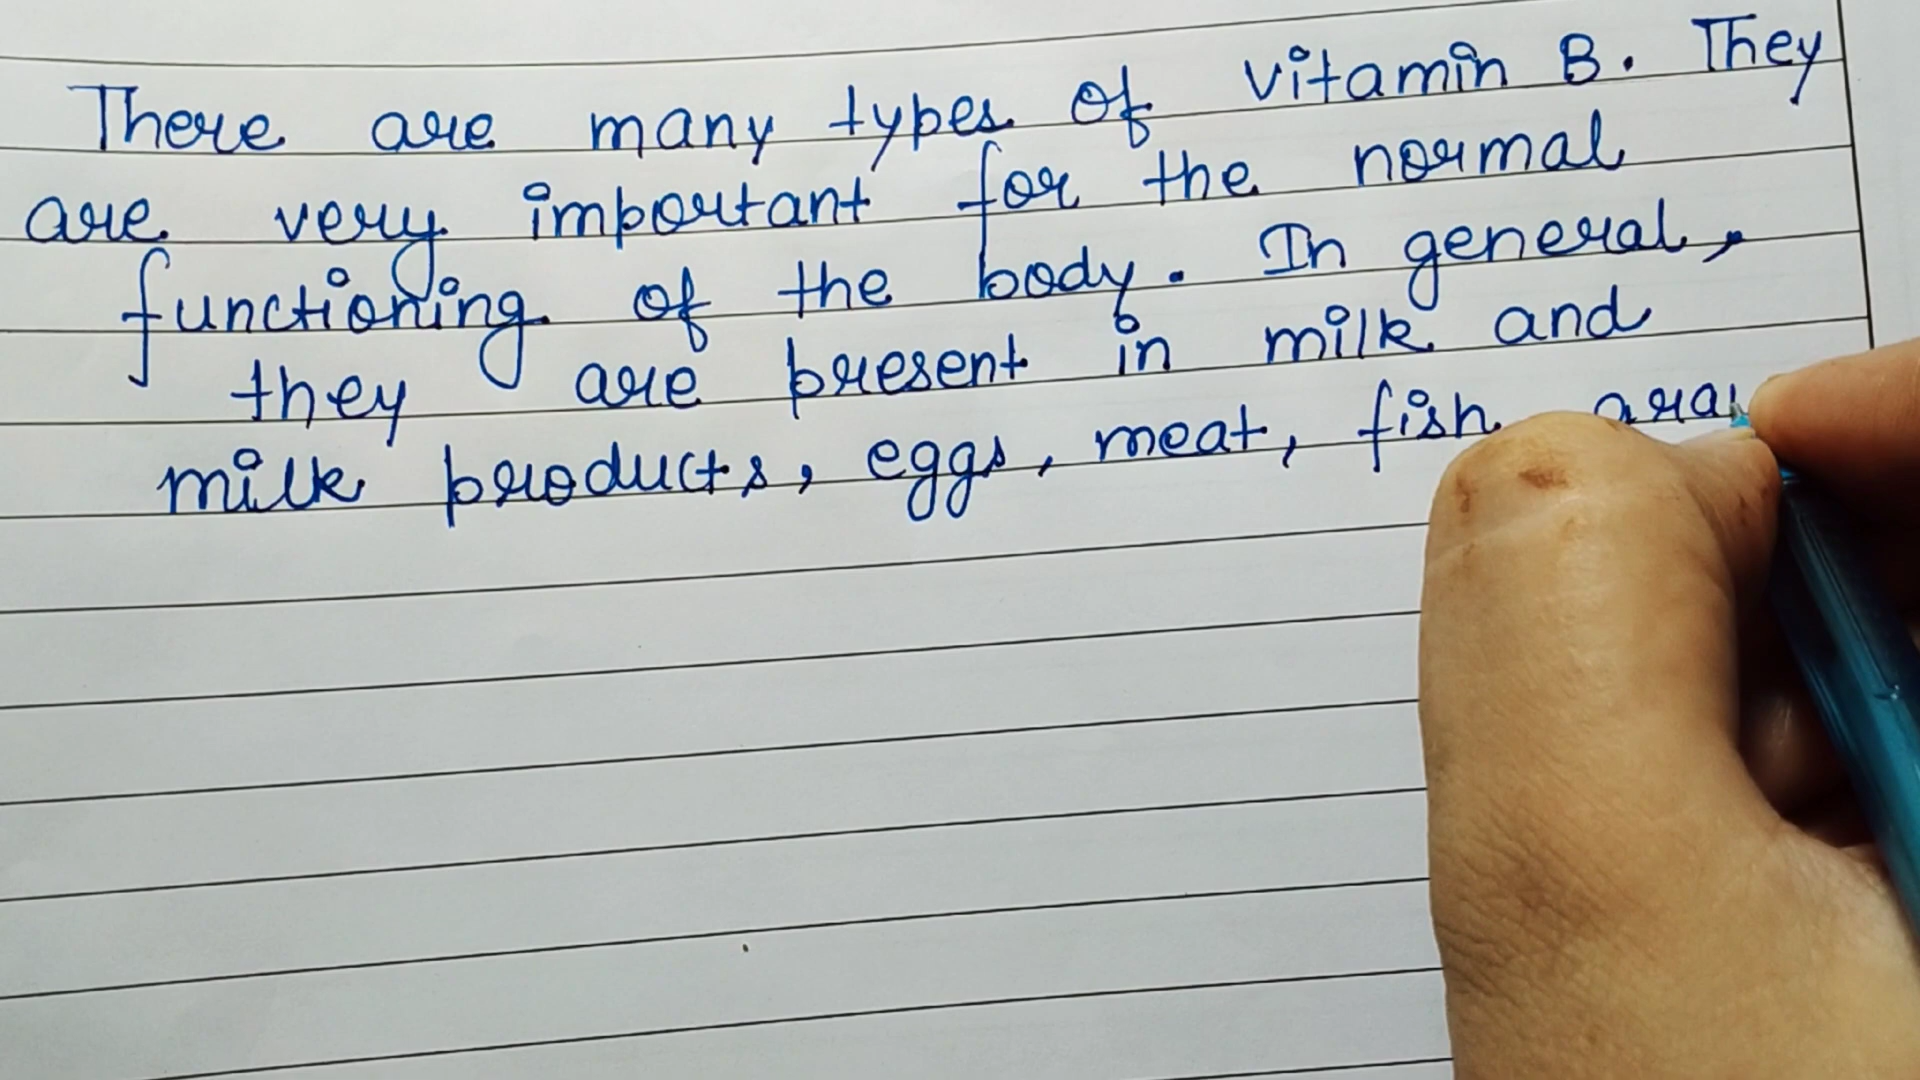 There are many types of vitamin B. They
are very important for the normal
functioning of the body. In general,
they are present in milk and
milk products, eggs, meat, fish